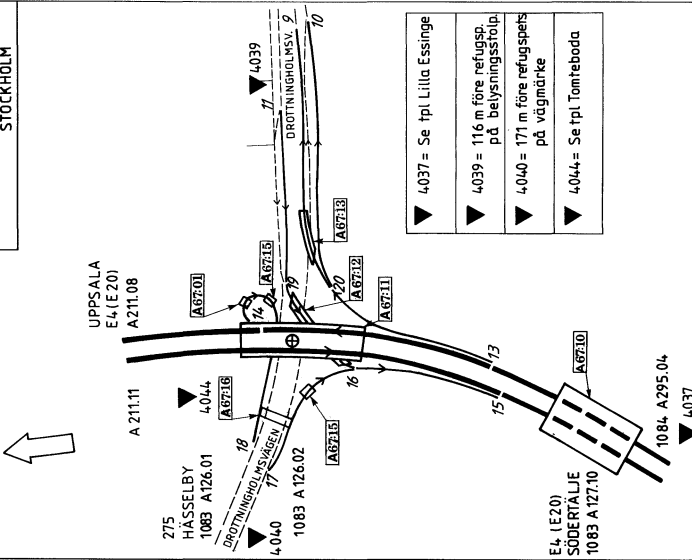 STOCKHOLM
4039
9
10
11
DROTTNINGHOLMSV.
4037 = Se tpl Lilla Essinge
4039 = 116 m före refugsp.
på belysningsstolp.
4040 = 171 m före refugspets
på vägmärke
4044 = Se tpl Tomteboda
UPPSALA
E4 (E 20)
A211.08
A67:01
A67:15
14
19
A67:13
A67:12
20
A67:11
A 211.11
4044
A67:16
18
16
13
15
A67:10
A67:15
17
DROTTNINGHOLMSVÄGEN
275
HÄSSELBY
1083 A126.01
4040
1083 A126.02
E4 (E20)
SÖDERTÄLJE
1083 A127.10
1084 A295.04
4037